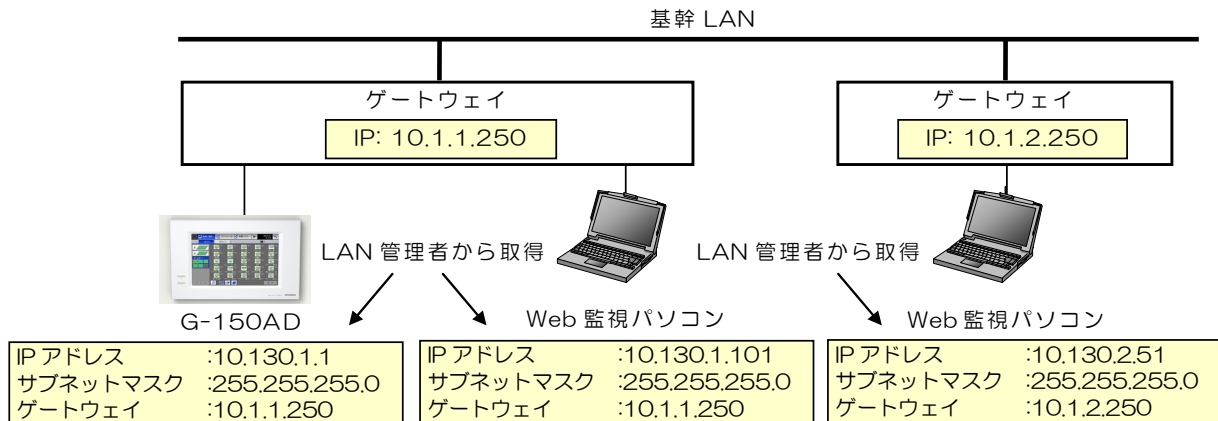 基幹 LAN
ゲートウェイ
IP: 10.1.1.250
ゲートウェイ
IP: 10.1.2.250
LAN 管理者から取得
LAN 管理者から取得
G-150AD
Web 監視パソコン
Web 監視パソコン
IP アドレス :10.130.1.1
サブネットマスク :255.255.255.0
ゲートウェイ :10.1.1.250
IP アドレス :10.130.1.101
サブネットマスク :255.255.255.0
ゲートウェイ :10.1.1.250
IP アドレス :10.130.2.51
サブネットマスク :255.255.255.0
ゲートウェイ :10.1.2.250